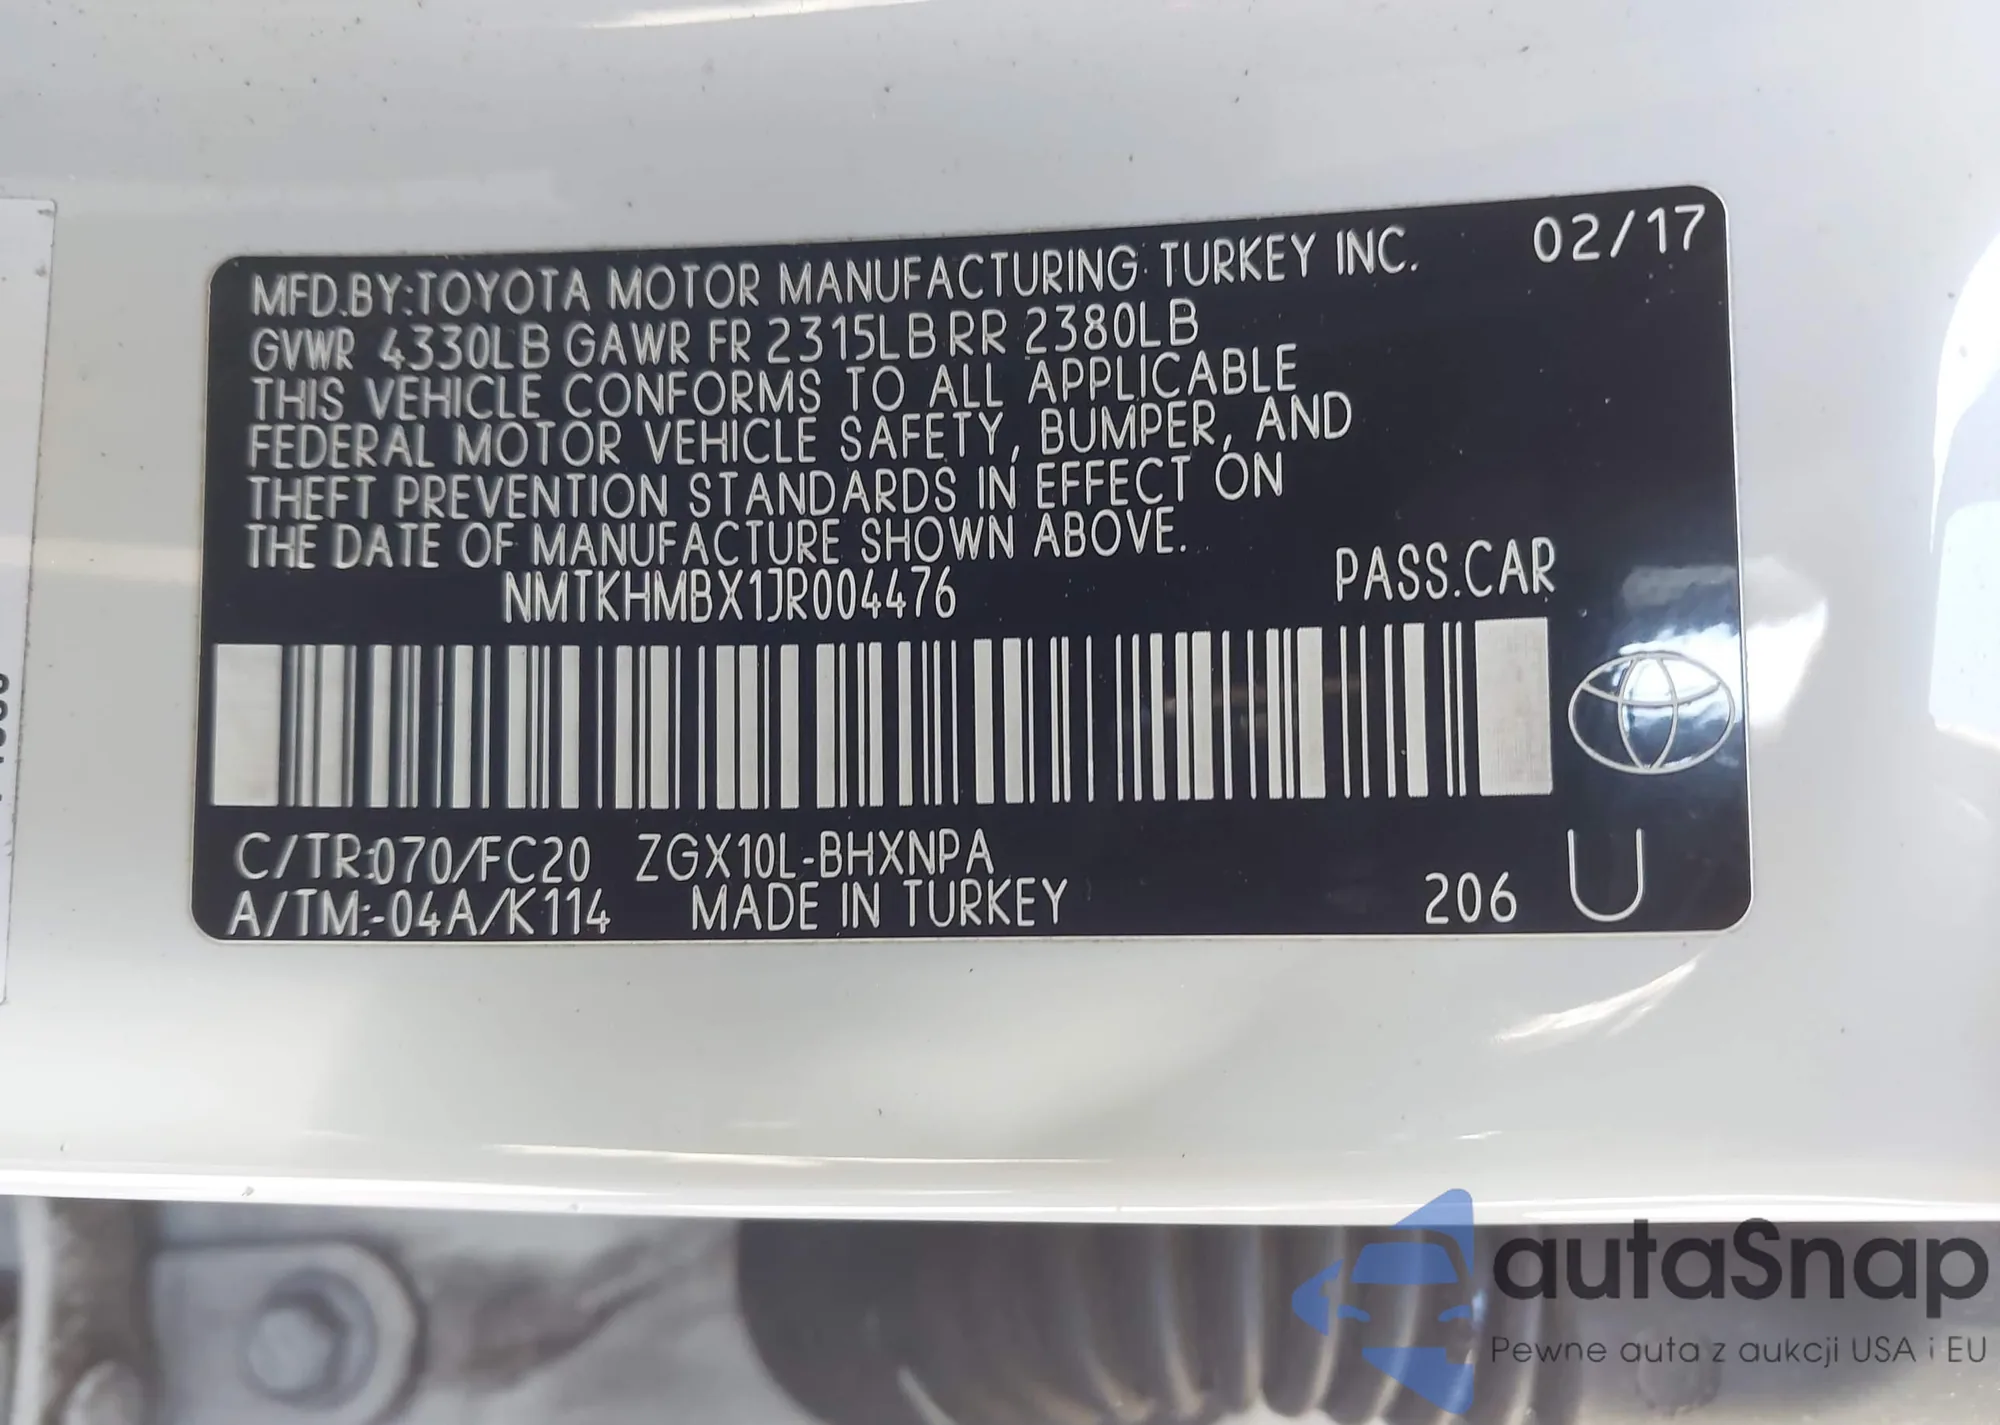 MFD.BY:TOYOTA MOTOR MANUFACTURING TURKEY INC. 02/17
GVWR 4330LB GAWR FR 2315LB RR 2380LB
THIS VEHICLE CONFORMS TO ALL APPLICABLE
FEDERAL MOTOR VEHICLE SAFETY, BUMPER, AND
THEFT PREVENTION STANDARDS IN EFFECT ON
THE DATE OF MANUFACTURE SHOWN ABOVE.
NMTKHMBX1JR004476 PASS.CAR
C/TR:070/FC20 ZGX10L-BHXNPA
A/TM:-04A/K114 MADE IN TURKEY 206 U
autaSnap
Pewne auta z aukcji USA i EU